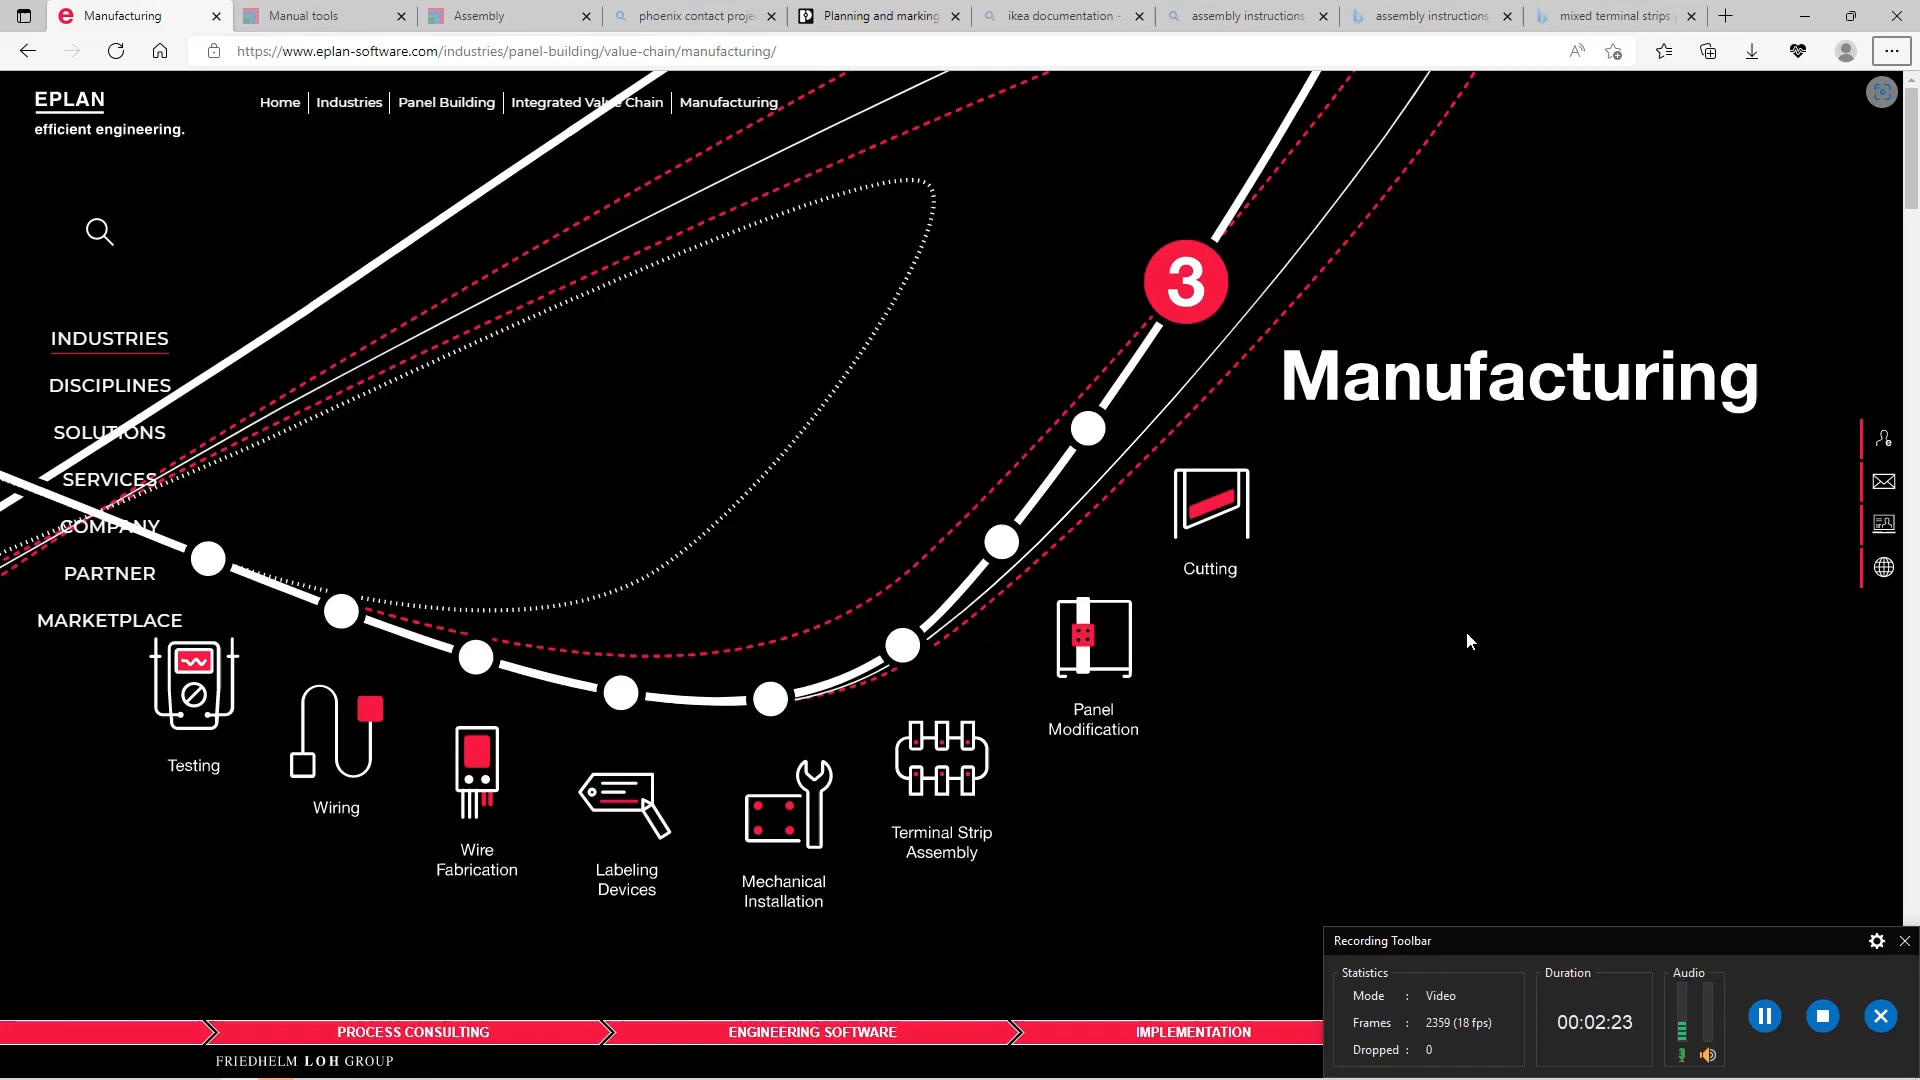 Manufacturing
Manual tools
Assembly
phoenix contact proje
Planning and marking
ikea documentation -
assembly instructions
assembly instructions
mixed terminal strips
https://www.eplan-software.com/industries/panel-building/value-chain/manufacturing/
EPLAN
efficient engineering.
Home
Industries
Panel Building
Integrated Value Chain
Manufacturing
INDUSTRIES
DISCIPLINES
SOLUTIONS
SERVICES
COMPANY
PARTNER
MARKETPLACE
3
Manufacturing
Cutting
Panel
Modification
Terminal Strip
Assembly
Mechanical
Installation
Labeling
Devices
Wire
Fabrication
Wiring
Testing
PROCESS CONSULTING
ENGINEERING SOFTWARE
IMPLEMENTATION
FRIEDHELM LOH GROUP
Recording Toolbar
Statistics
Mode : Video
Frames : 2359 (18 fps)
Dropped : 0
Duration
00:02:23
Audio